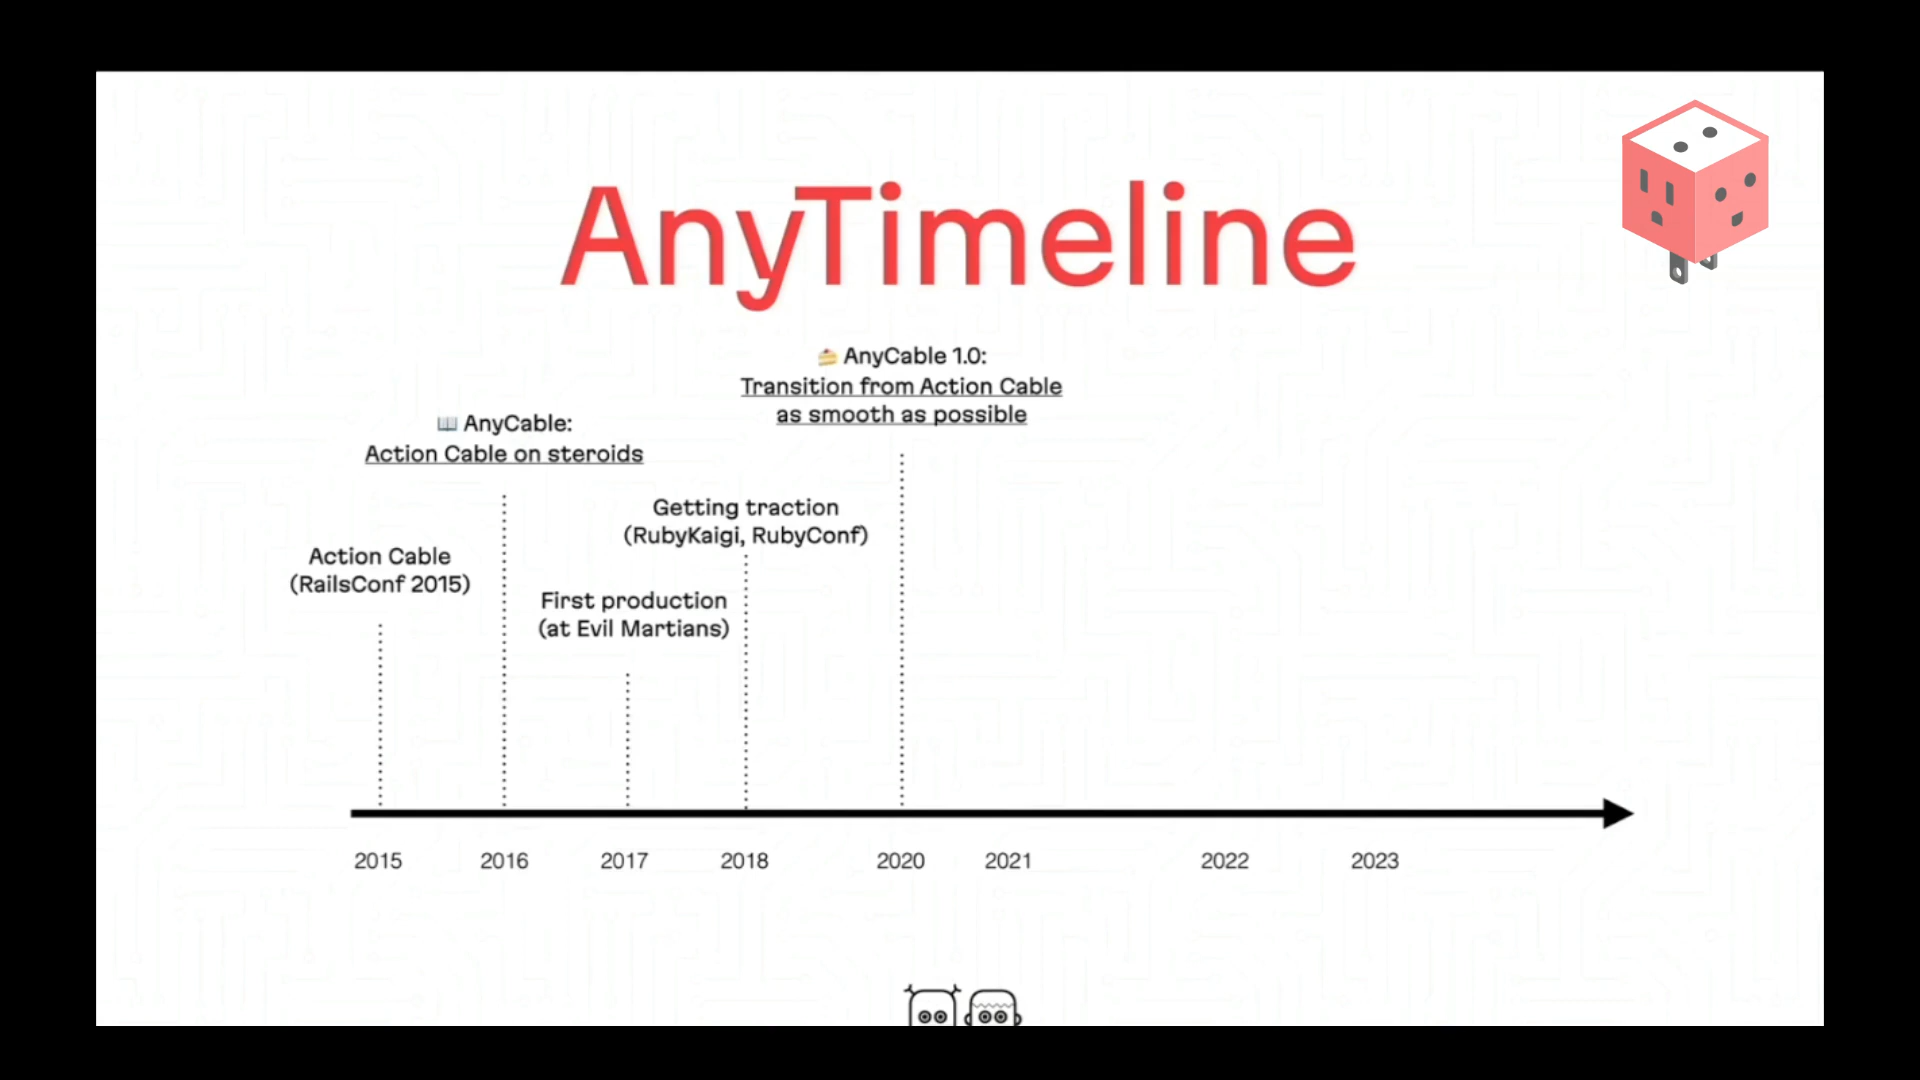 AnyTimeline
🍰 AnyCable 1.0:
Transition from Action Cable
as smooth as possible
📖 AnyCable:
Action Cable on steroids
Getting traction
(RubyKaigi, RubyConf)
Action Cable
(RailsConf 2015)
First production
(at Evil Martians)
2015 2016 2017 2018 2020 2021 2022 2023